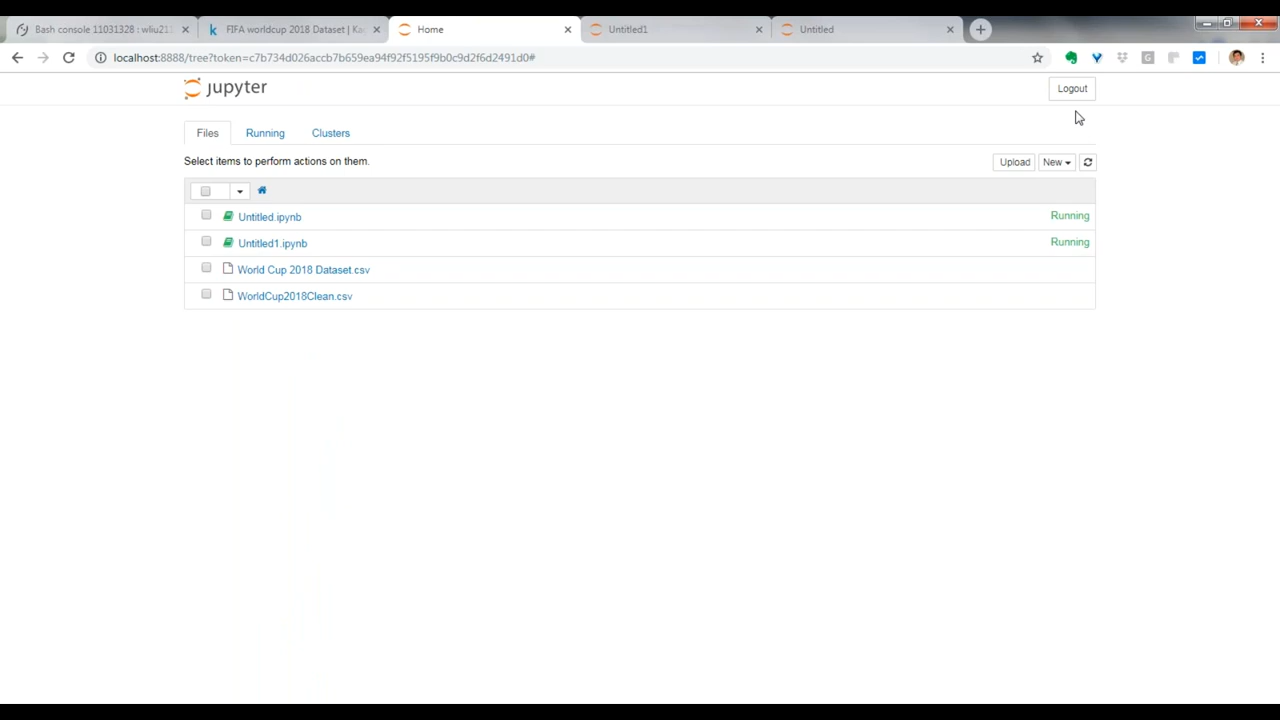 Bash console 11031328 : wliu21
FIFA worldcup 2018 Dataset | Ka
Home
Untitled1
Untitled
localhost:8888/tree?token=c7b734d026accb7b659ea94f92f5195f9b0c9d2f6d2491d0#
jupyter
Logout
Files
Running
Clusters
Select items to perform actions on them.
Upload
New
Untitled.ipynb
Running
Untitled1.ipynb
Running
World Cup 2018 Dataset.csv
WorldCup2018Clean.csv